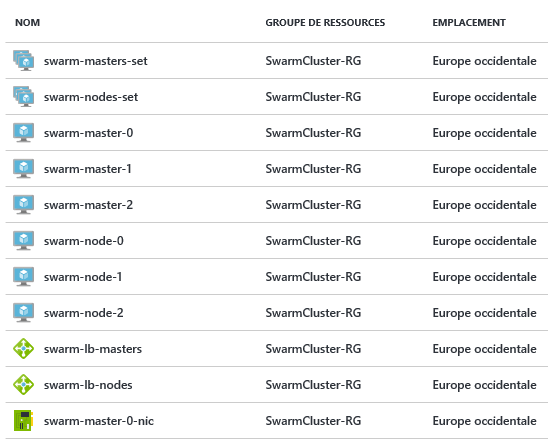 NOM GROUPE DE RESSOURCES EMPLACEMENT
swarm-masters-set SwarmCluster-RG Europe occidentale
swarm-nodes-set SwarmCluster-RG Europe occidentale
swarm-master-0 SwarmCluster-RG Europe occidentale
swarm-master-1 SwarmCluster-RG Europe occidentale
swarm-master-2 SwarmCluster-RG Europe occidentale
swarm-node-0 SwarmCluster-RG Europe occidentale
swarm-node-1 SwarmCluster-RG Europe occidentale
swarm-node-2 SwarmCluster-RG Europe occidentale
swarm-lb-masters SwarmCluster-RG Europe occidentale
swarm-lb-nodes SwarmCluster-RG Europe occidentale
swarm-master-0-nic SwarmCluster-RG Europe occidentale